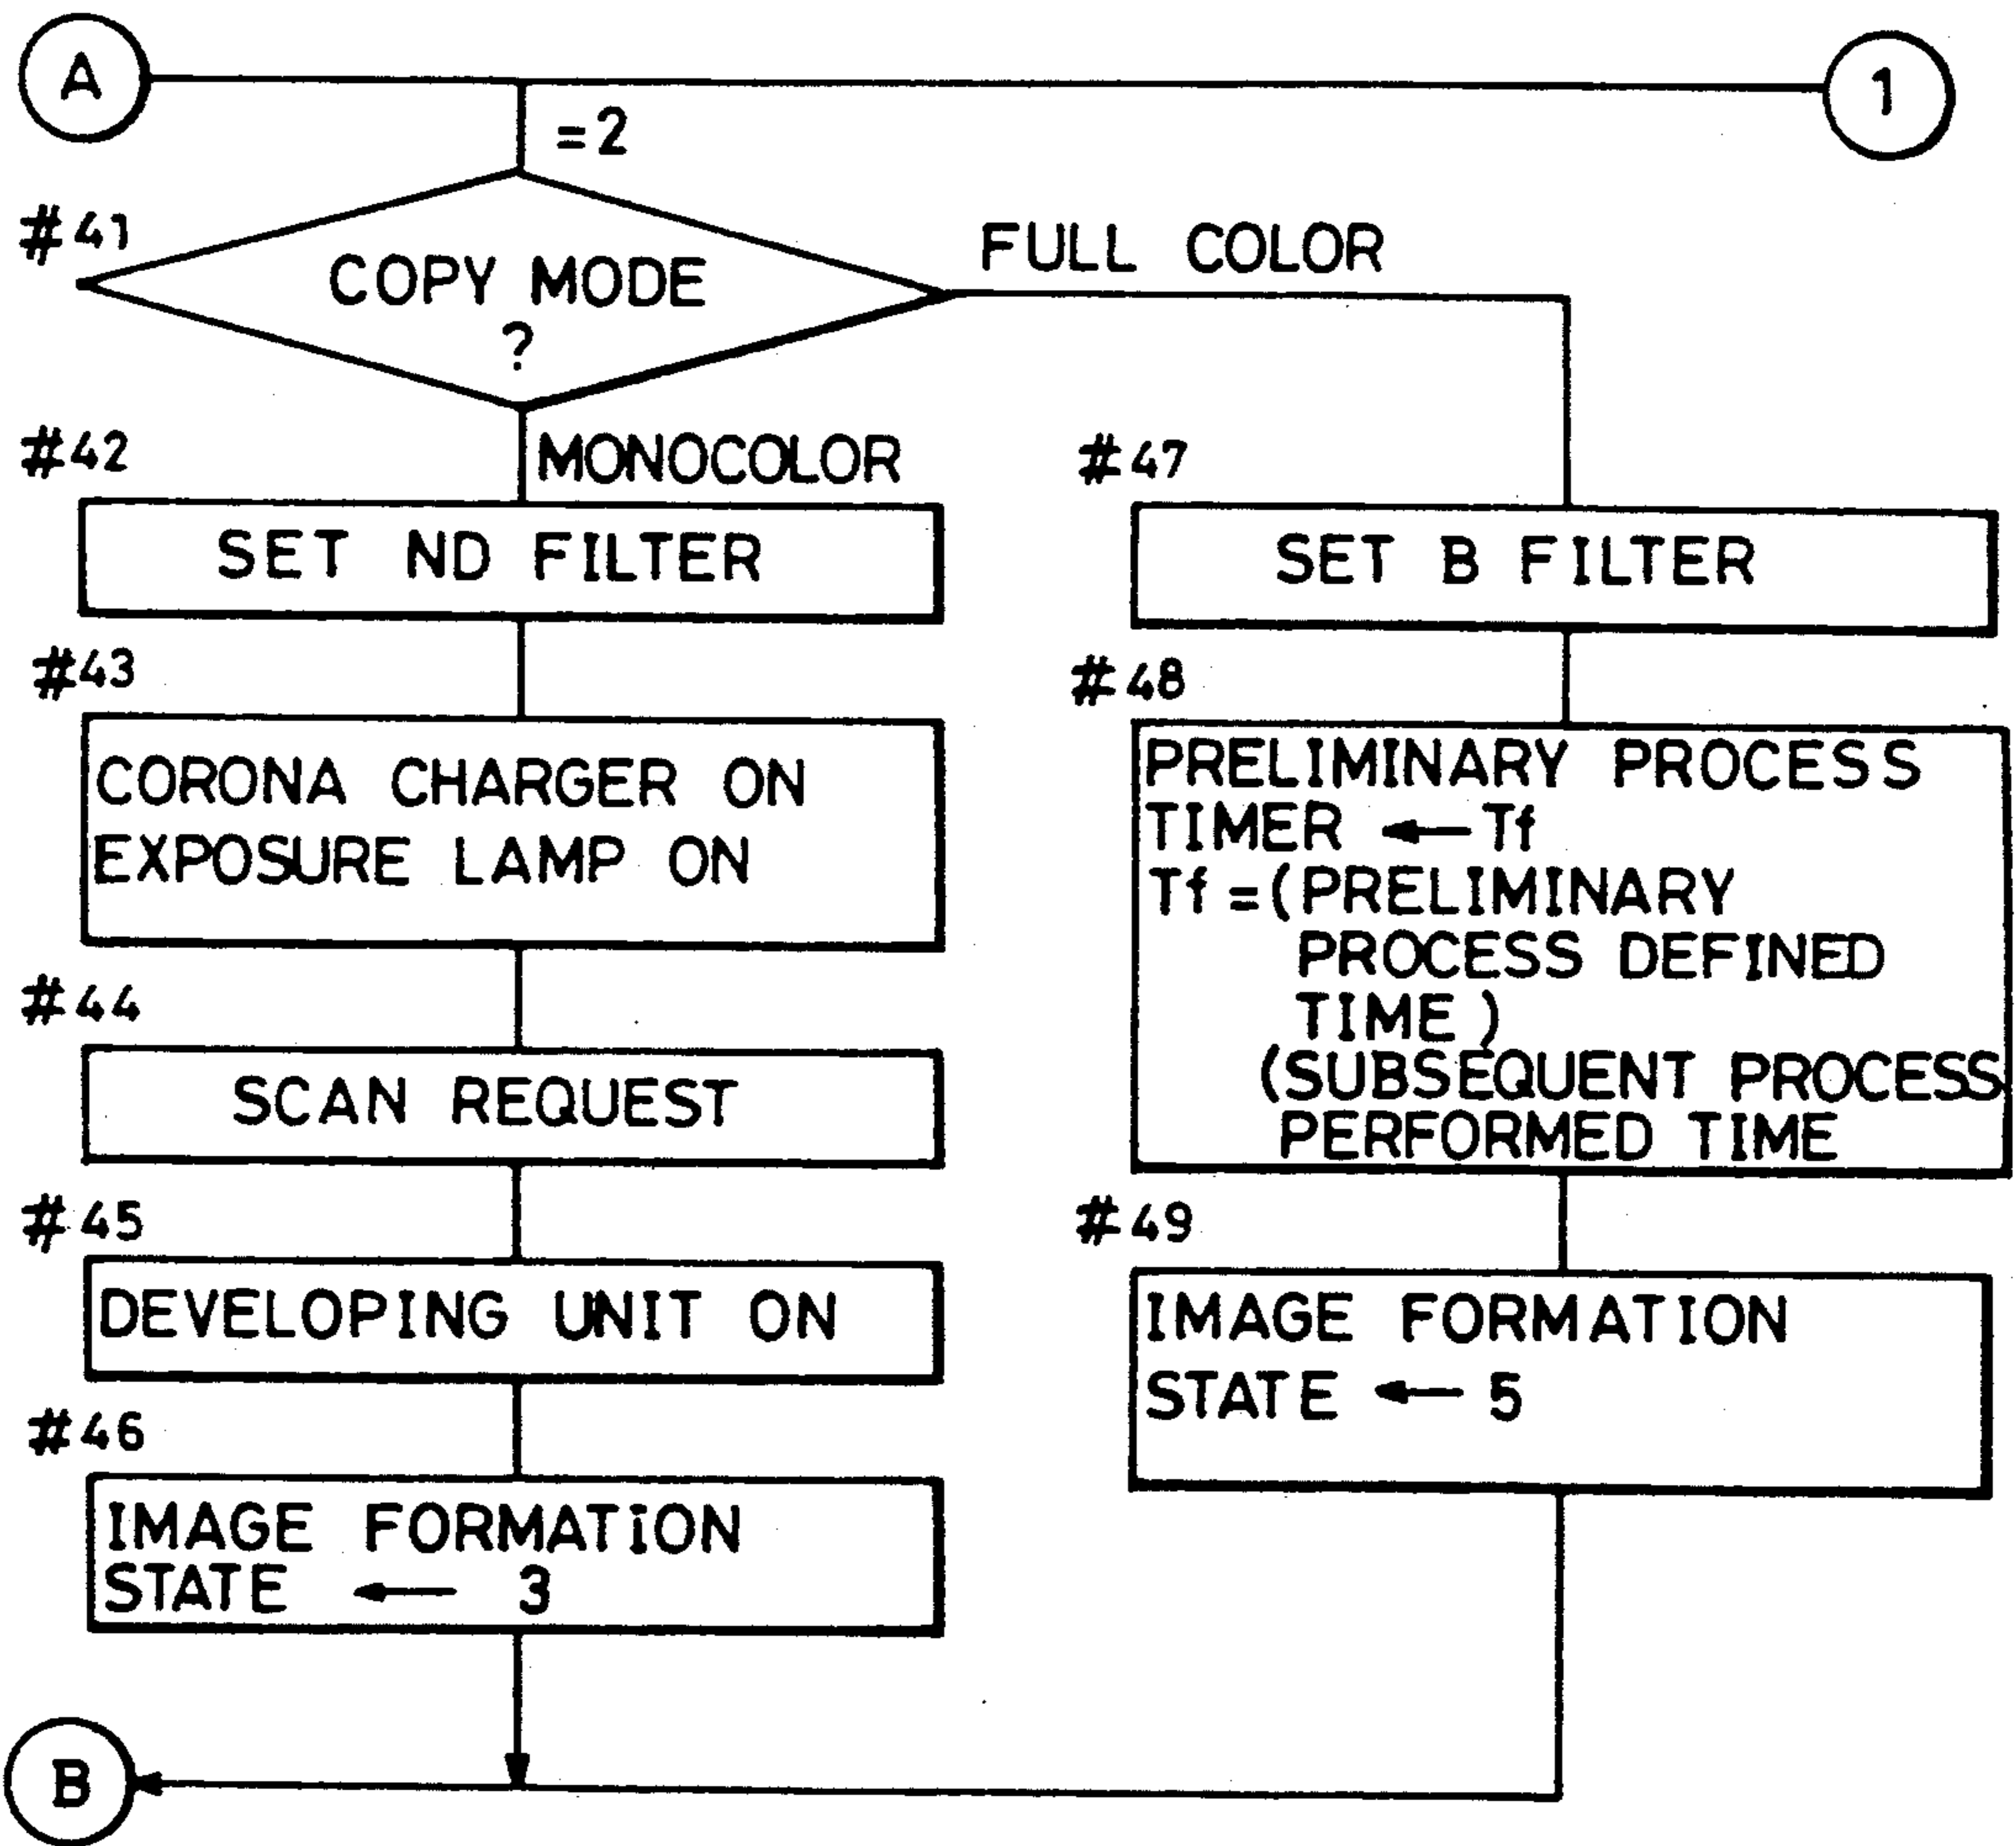 A
1
=2
#41
COPY MODE
?
FULL COLOR
MONOCOLOR
#42
SET ND FILTER
#43
CORONA CHARGER ON
EXPOSURE LAMP ON
#44
SCAN REQUEST
#45
DEVELOPING UNIT ON
#46
IMAGE FORMATION
STATE ← 3
#47
SET B FILTER
#48
PRELIMINARY PROCESS
TIMER ← Tf
Tf=(PRELIMINARY
PROCESS DEFINED
TIME)
(SUBSEQUENT PROCESS
PERFORMED TIME
#49
IMAGE FORMATION
STATE ← 5
B